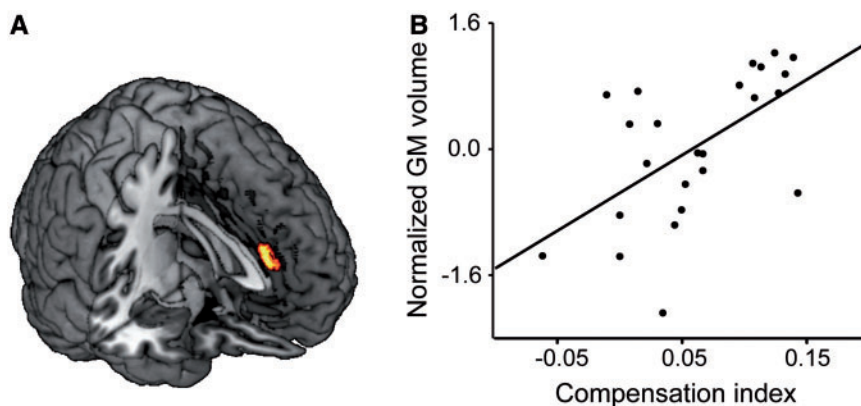 A
B
Normalized GM volume
1.6
0.0
-1.6
-0.05
0.05
0.15
Compensation index